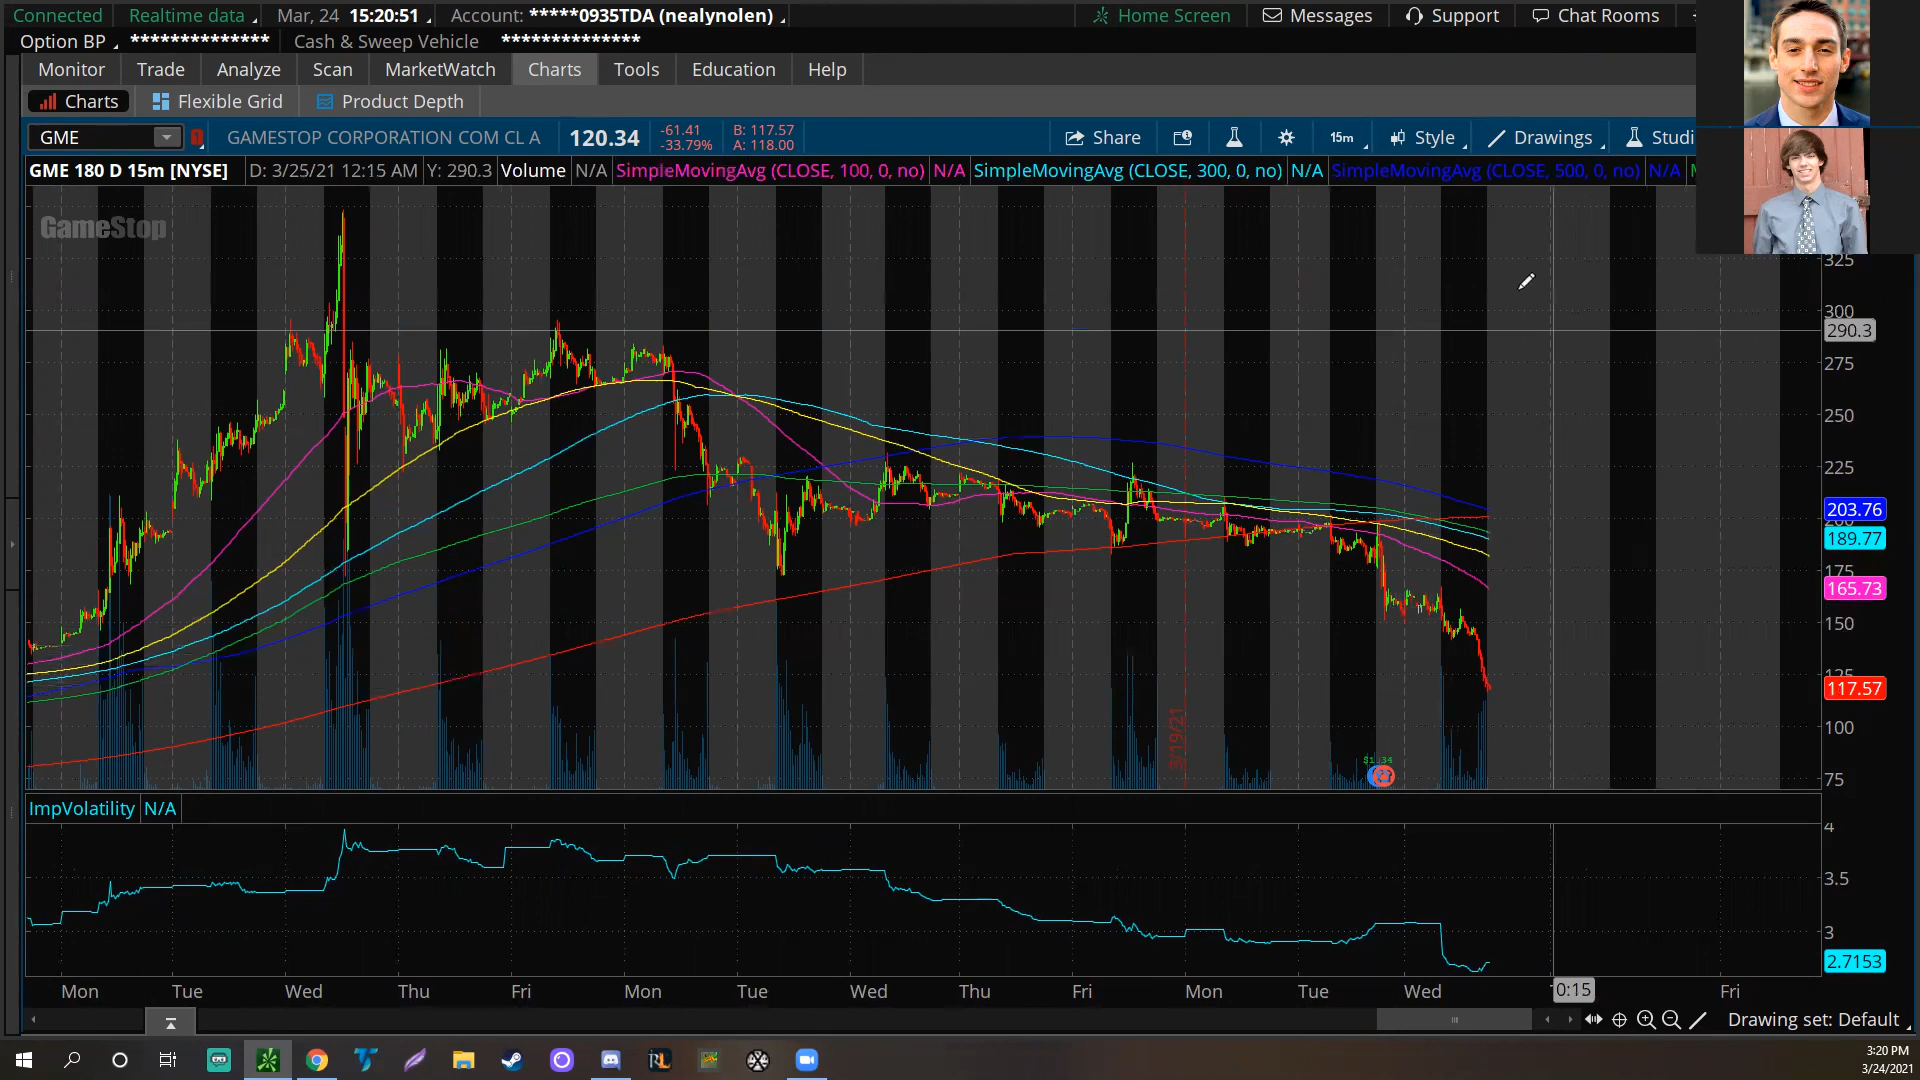 Connected Realtime data Mar, 24 15:20:51 Account: *****0935TDA (nealynolen) Home Screen Messages Support Chat Rooms
Option BP ************** Cash & Sweep Vehicle **************
Monitor Trade Analyze Scan MarketWatch Charts Tools Education Help
Charts Flexible Grid Product Depth
GME GAMESTOP CORPORATION COM CL A 120.34 -61.41 B: 117.57 Share 15m Style Drawings Studi
-33.79% A: 118.00
GME 180 D 15m [NYSE] D: 3/25/21 12:15 AM Y: 290.3 Volume N/A SimpleMovingAvg (CLOSE, 100, 0, no) N/A SimpleMovingAvg (CLOSE, 300, 0, no) N/A SimpleMovingAvg (CLOSE, 500, 0, no) N/A
GameStop
325
300
290.3
275
250
225
203.76
189.77
175
165.73
150
125
117.57
100
75
3/19/21
ImpVolatility N/A
4
3.5
3
2.7153
Mon Tue Wed Thu Fri Mon Tue Wed Thu Fri Mon Tue Wed 0:15 Fri
Drawing set: Default
RL
3:20 PM
3/24/2021